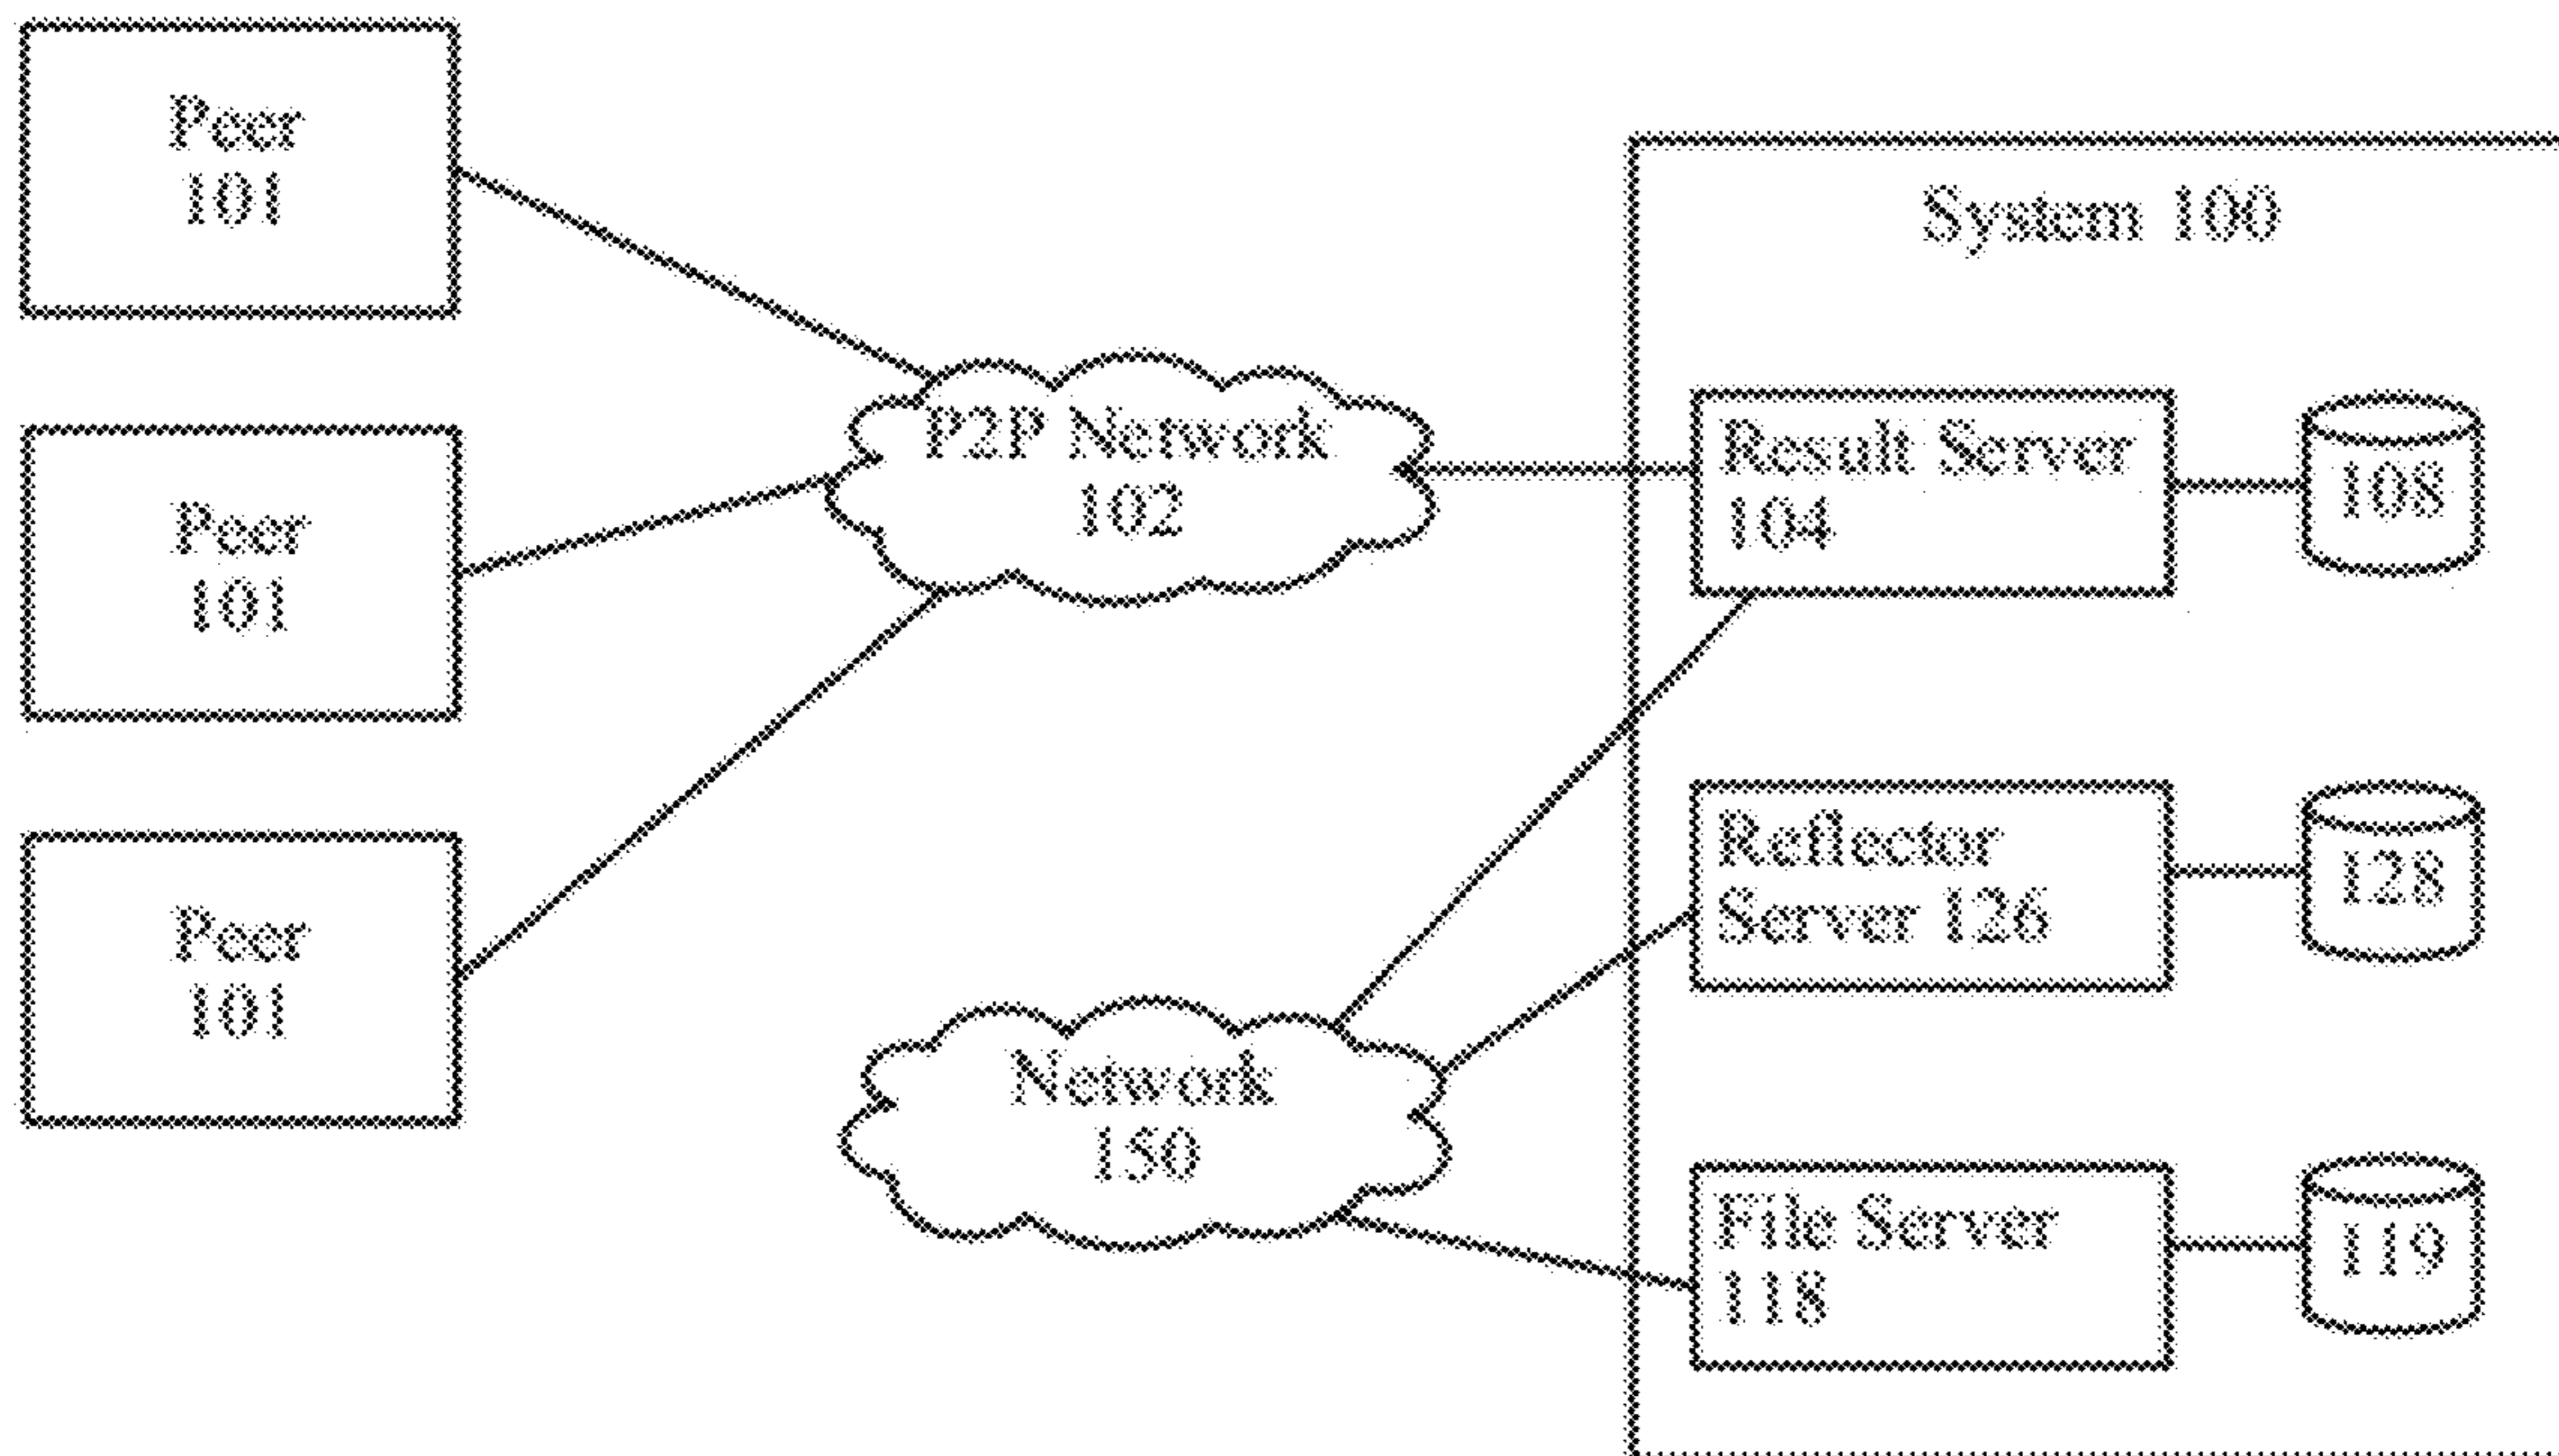 Peer
101
System 100
P2P Network
102
Result Server
104
108
Peer
101
Reflector
Server 126
128
Peer
101
Network
150
File Server
118
119